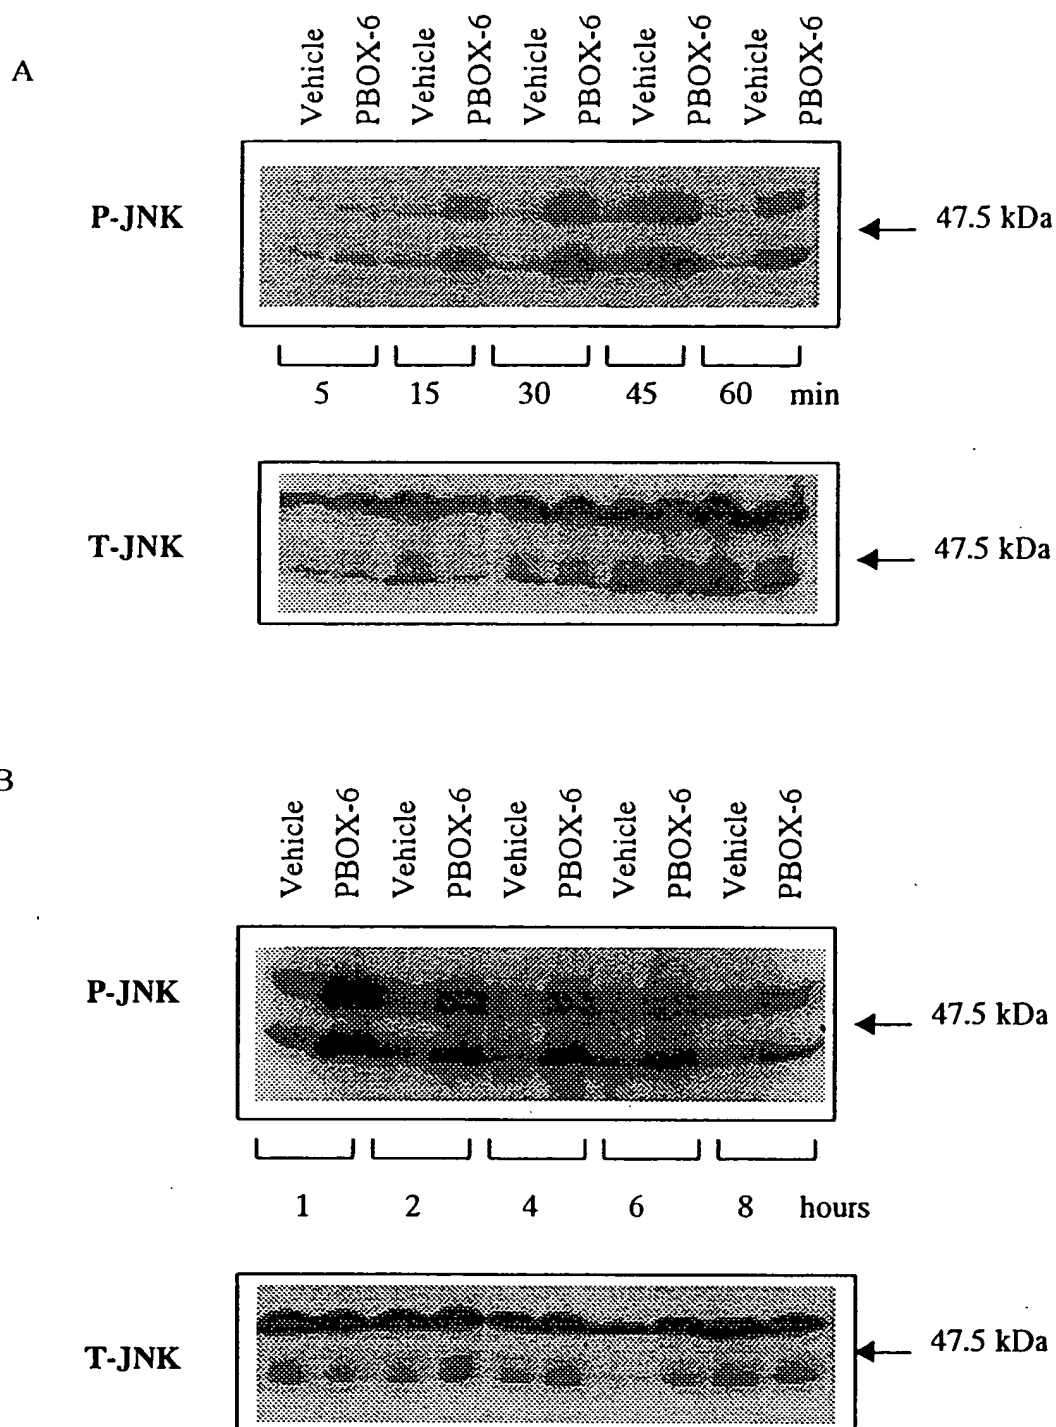 A
Vehicle PBOX-6 Vehicle PBOX-6 Vehicle PBOX-6 Vehicle PBOX-6 Vehicle PBOX-6
P-JNK
47.5 kDa
5 15 30 45 60 min
T-JNK
47.5 kDa
B
Vehicle PBOX-6 Vehicle PBOX-6 Vehicle PBOX-6 Vehicle PBOX-6 Vehicle PBOX-6
P-JNK
47.5 kDa
1 2 4 6 8 hours
T-JNK
47.5 kDa